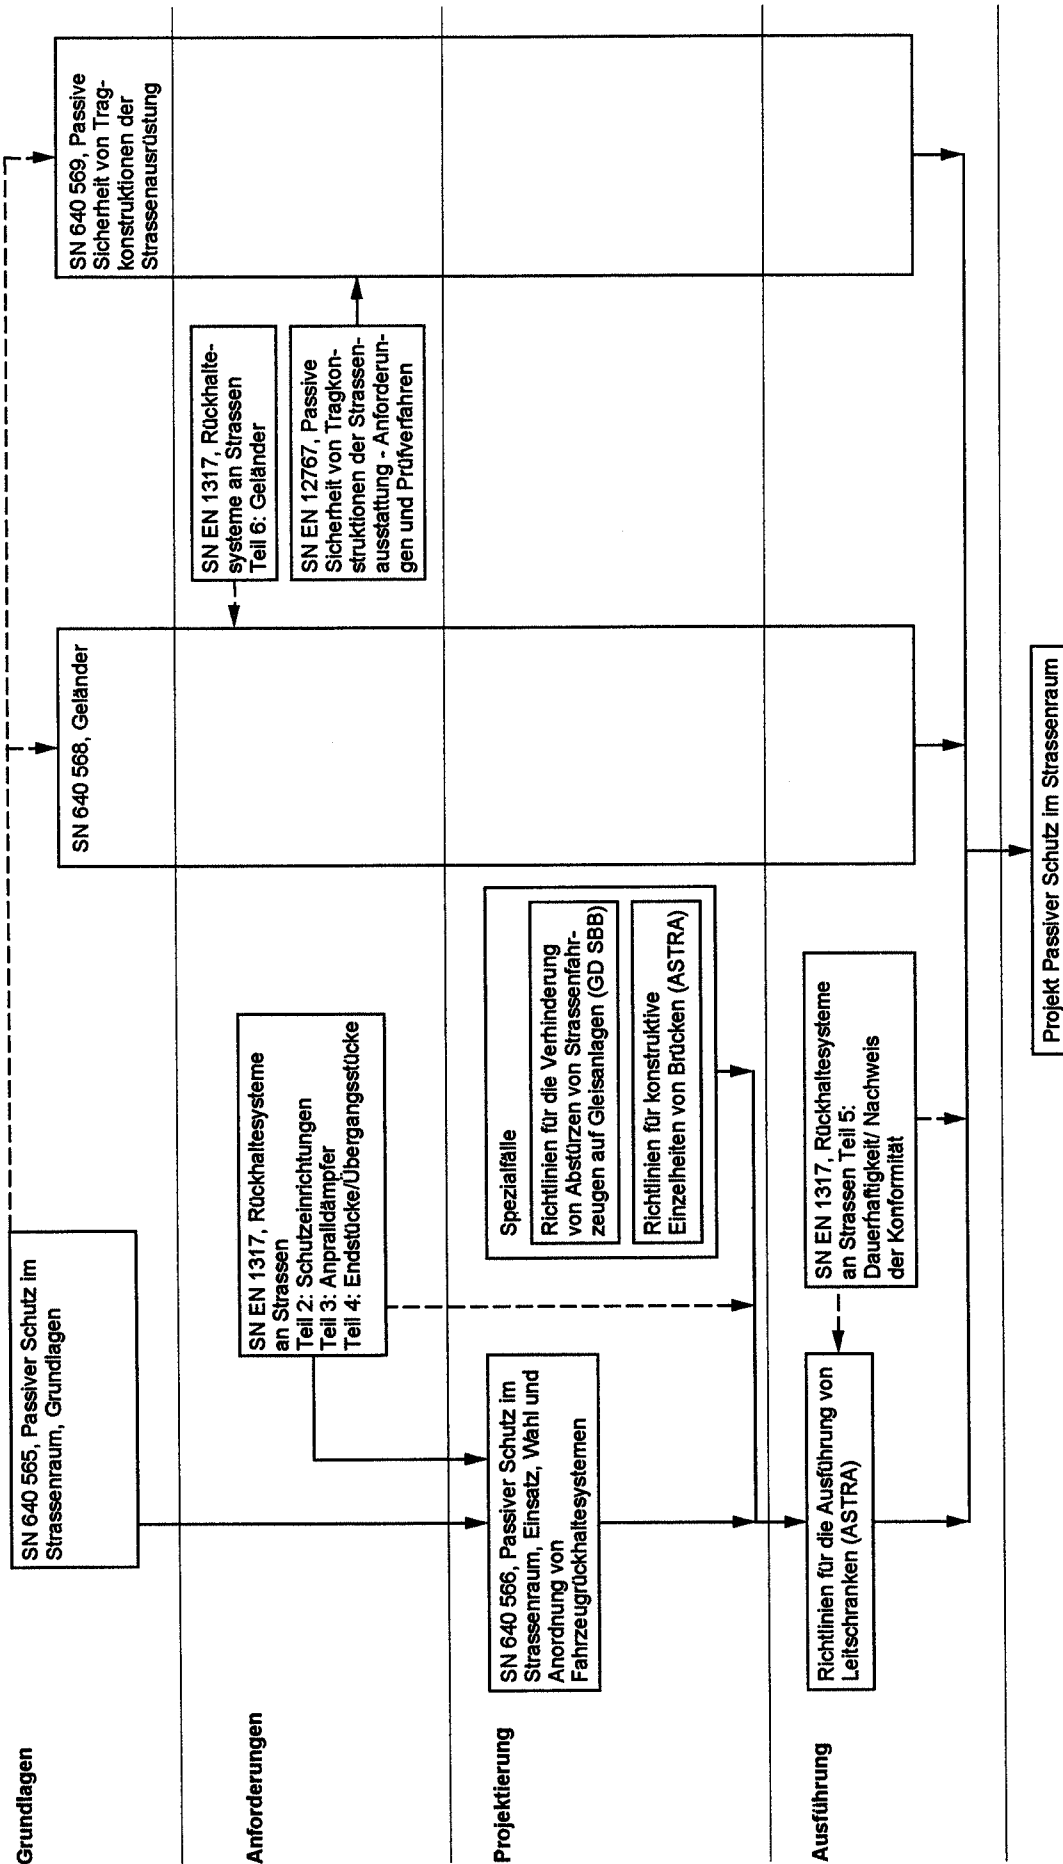 Grundlagen
SN 640 565, Passiver Schutz im
Strassenraum, Grundlagen
SN 640 568, Geländer
SN 640 569, Passive
Sicherheit von Trag-
konstruktionen der
Strassenausrüstung
Anforderungen
SN EN 1317, Rückhaltesysteme
an Strassen
Teil 2: Schutzeinrichtungen
Teil 3: Anpralldämpfer
Teil 4: Endstücke/Übergangsstücke
SN EN 1317, Rückhalte-
systeme an Strassen
Teil 6: Geländer
SN EN 12767, Passive
Sicherheit von Tragkon-
struktionen der Strassen-
ausstattung - Anforderun-
gen und Prüfverfahren
Projektierung
SN 640 566, Passiver Schutz im
Strassenraum, Einsatz, Wahl und
Anordnung von
Fahrzeugrückhaltesystemen
Spezialfälle
Richtlinien für die Verhinderung
von Abstürzen von Strassenfahr-
zeugen auf Gleisanlagen (GD SBB)
Richtlinien für konstruktive
Einzelheiten von Brücken (ASTRA)
Ausführung
Richtlinien für die Ausführung von
Leitschranken (ASTRA)
SN EN 1317, Rückhaltesysteme
an Strassen Teil 5:
Dauerhaftigkeit/ Nachweis
der Konformität
Projekt Passiver Schutz im Strassenraum